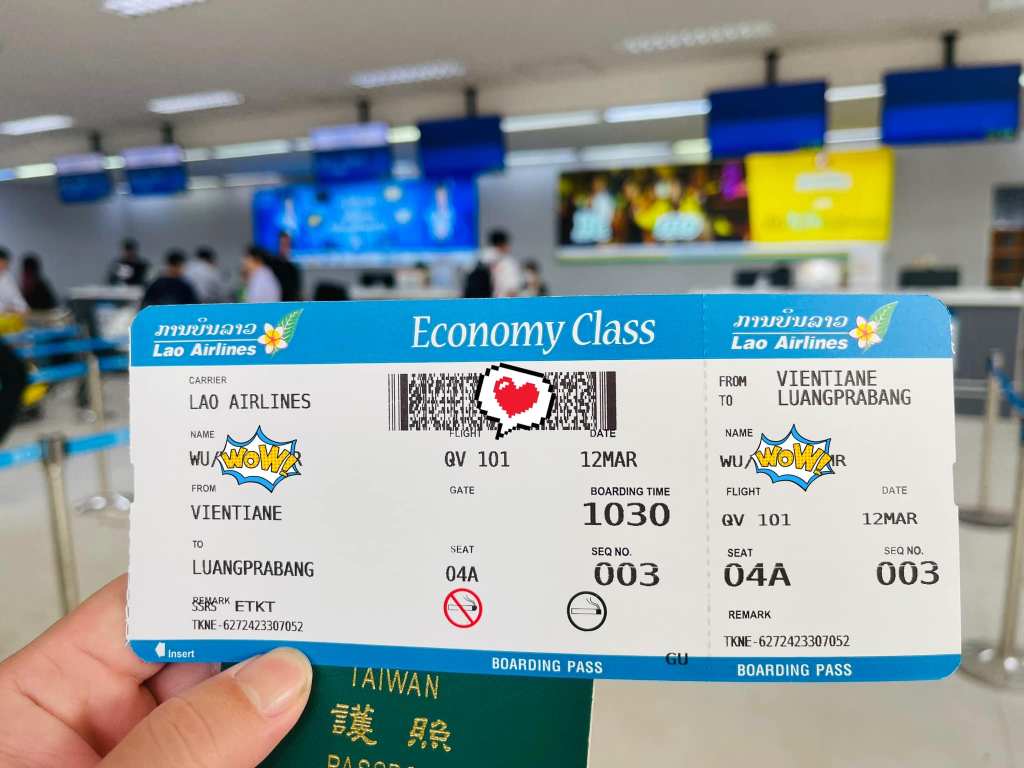 ການບິນລາວ
Lao Airlines
Economy Class
ການບິນລາວ
Lao Airlines
CARRIER
LAO AIRLINES
NAME
WU/
WOW!
FROM
VIENTIANE
TO
LUANGPRABANG
REMARK
SSRS ETKT
TKNE-6272423307052
Insert
FLIGHT
QV 101
DATE
12MAR
GATE
BOARDING TIME
1030
SEAT
04A
SEQ NO.
003
BOARDING PASS
GU
FROM VIENTIANE
TO LUANGPRABANG
NAME
WU/ WOW! MR
FLIGHT
QV 101
DATE
12MAR
SEAT
04A
SEQ NO.
003
REMARK
TKNE-6272423307052
BOARDING PASS
TAIWAN
護照